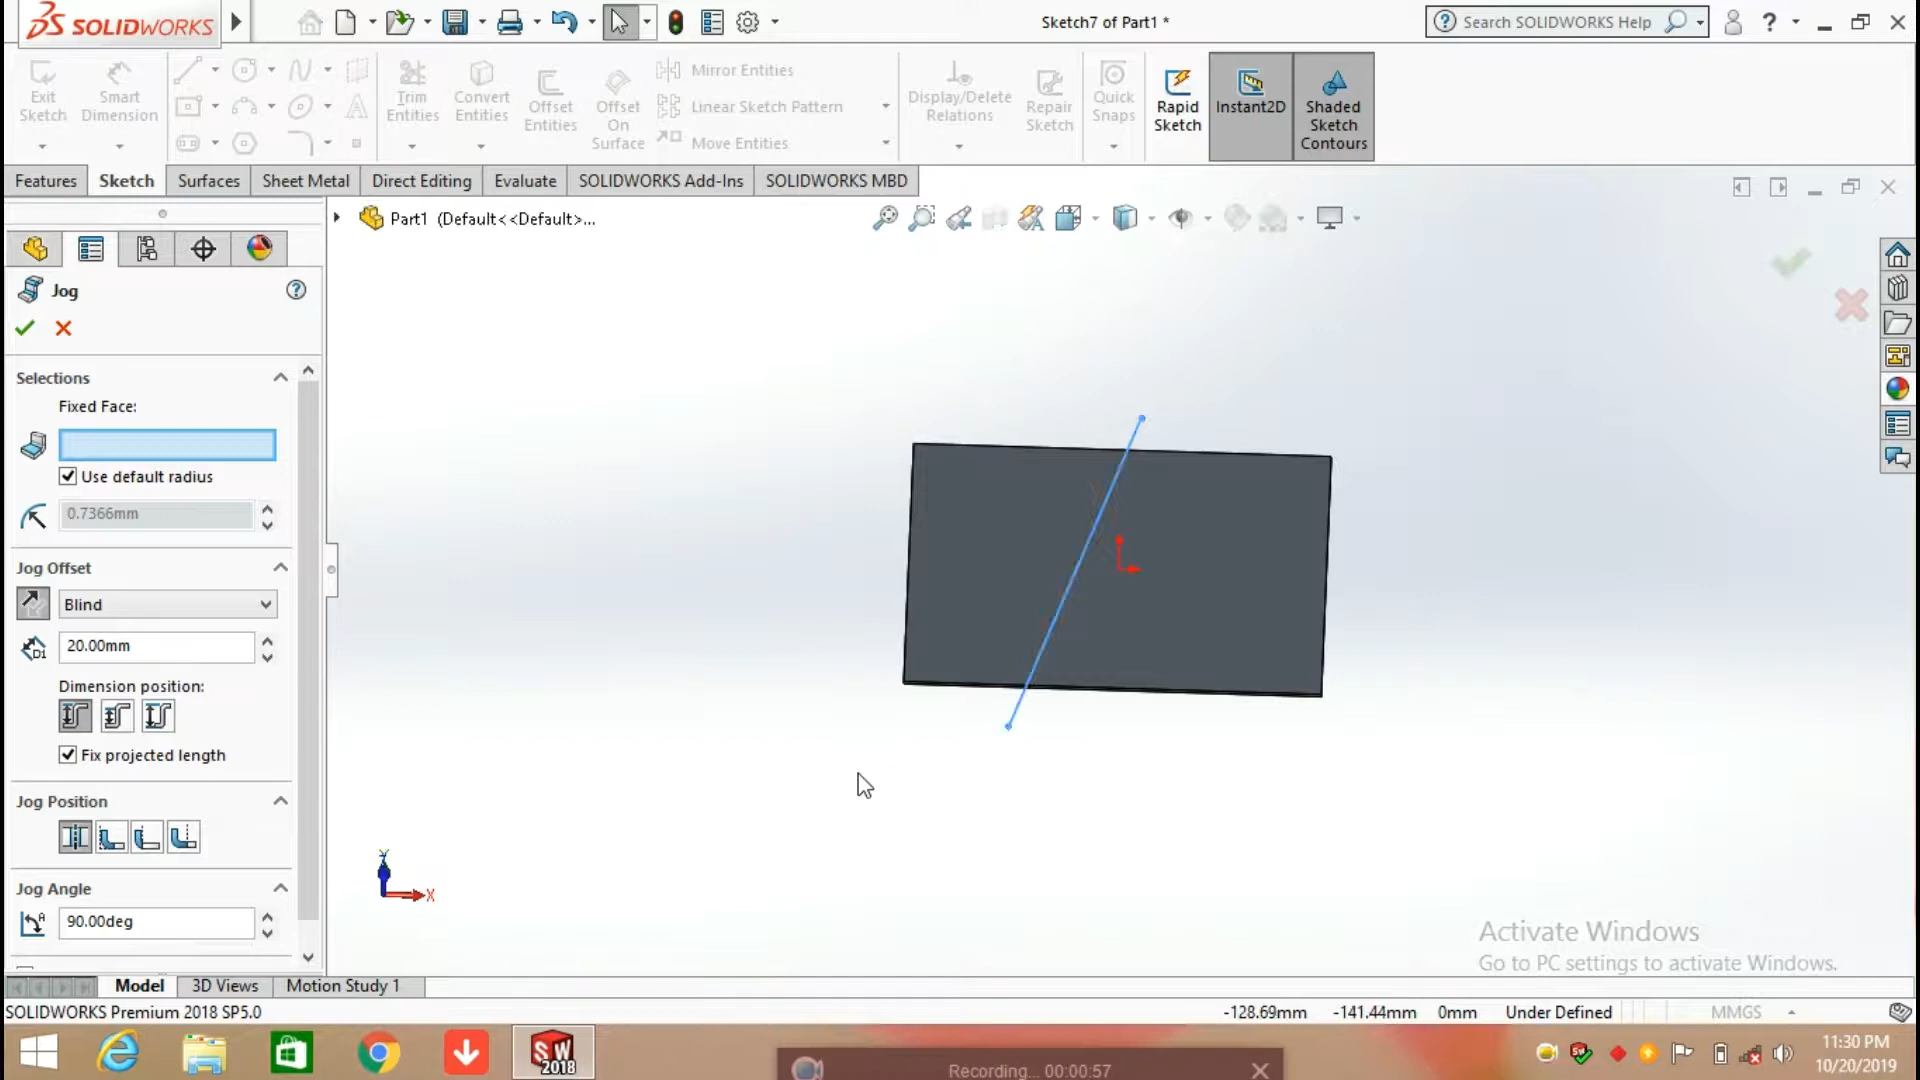 SOLIDWORKS
Sketch7 of Part1 *
Search SOLIDWORKS Help
?
Exit
Sketch
Smart
Dimension
Trim
Entities
Convert
Entities
Offset
Entities
Offset
On
Surface
Mirror Entities
Linear Sketch Pattern
Move Entities
Display/Delete
Relations
Repair
Sketch
Quick
Snaps
Rapid
Sketch
Instant2D
Shaded
Sketch
Contours
Features
Sketch
Surfaces
Sheet Metal
Direct Editing
Evaluate
SOLIDWORKS Add-Ins
SOLIDWORKS MBD
Part1 (Default<<Default>...
Jog
?
Selections
Fixed Face:
Use default radius
0.7366mm
Jog Offset
Blind
20.00mm
Dimension position:
Fix projected length
Jog Position
Jog Angle
90.00deg
Y
X
Activate Windows
Go to PC settings to activate Windows.
Model
3D Views
Motion Study 1
SOLIDWORKS Premium 2018 SP5.0
-128.69mm
-141.44mm
0mm
Under Defined
MMGS
SW
2018
Recording... 00:00:57
11:30 PM
10/20/2019